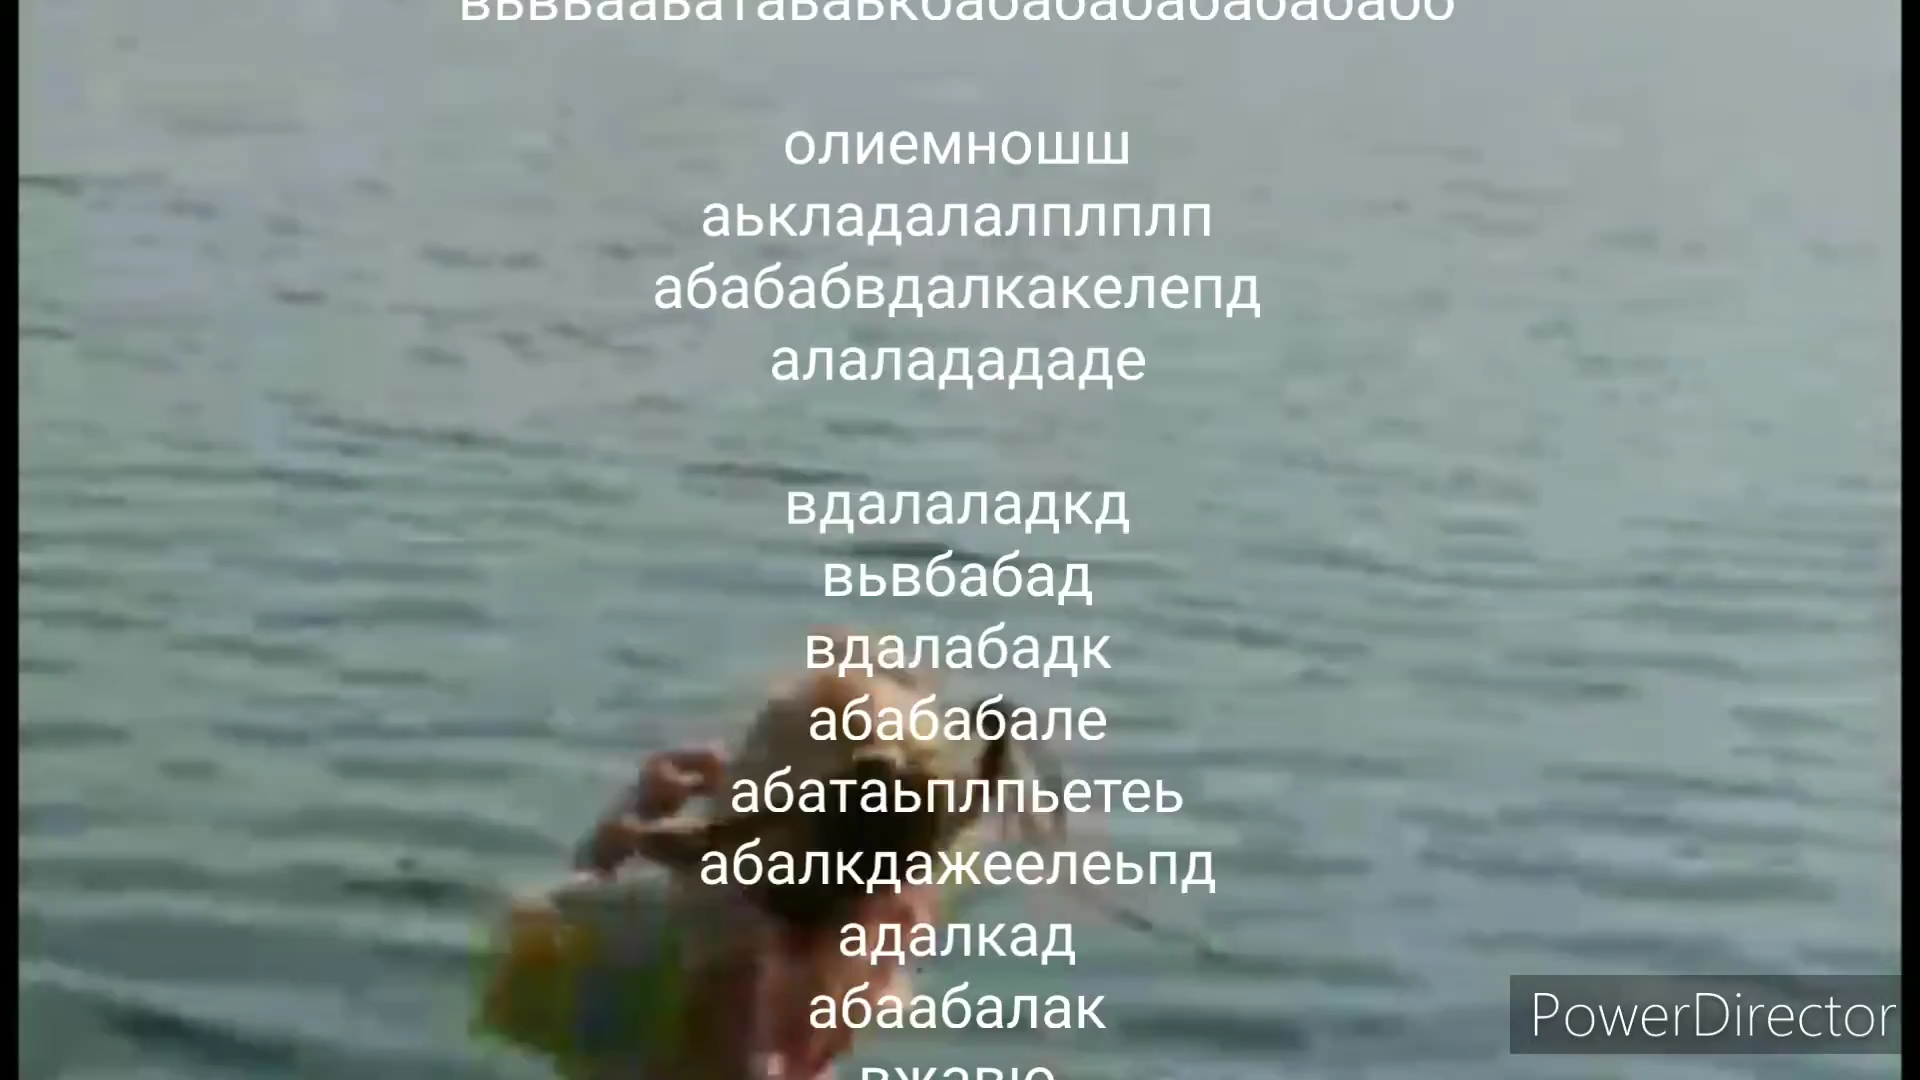 олиемношш
аькладалалплплп
абабабвдалкакелепд
алаладададе
вдалаладкд
вьвбабад
вдалабадк
абабабале
абатаьплпьетеь
абалкдажеелеьпд
адалкад
абаабалак
PowerDirector